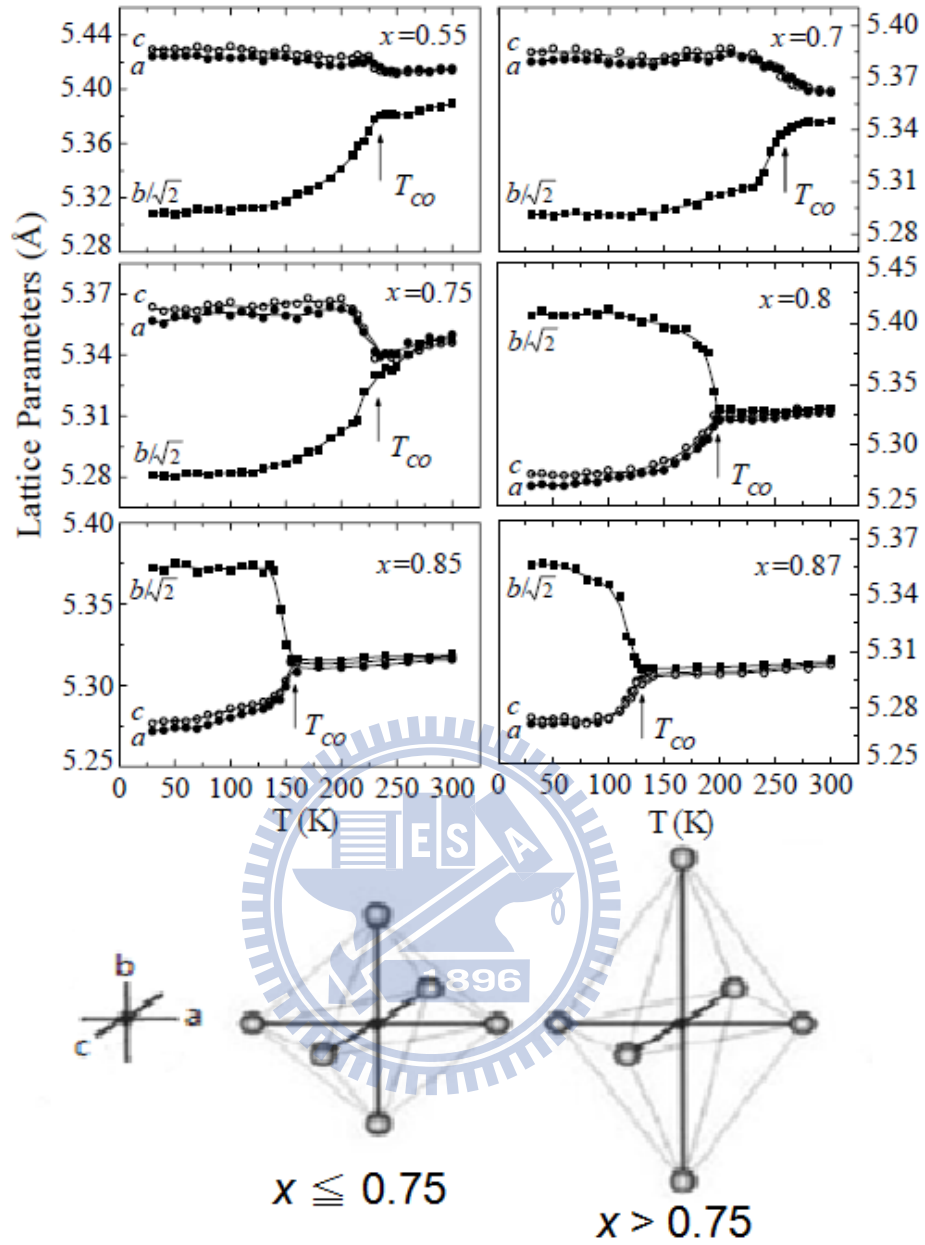 Lattice Parameters (Å)
5.44
5.40
5.36
5.32
5.28
c
a
b/√2
x=0.55
T_CO
5.40
5.37
5.34
5.31
5.28
c
a
b/√2
x=0.7
T_CO
5.37
5.34
5.31
5.28
c
a
b/√2
x=0.75
T_CO
5.45
5.40
5.35
5.30
5.25
b/√2
c
a
x=0.8
T_CO
5.40
5.35
5.30
5.25
b/√2
c
a
x=0.85
T_CO
0 50 100 150 200 250 300
T (K)
5.37
5.34
5.31
5.28
5.25
b/√2
c
a
x=0.87
T_CO
0 50 100 150 200 250 300
T (K)
ESA
1896
b
a
c
x ≦ 0.75
x > 0.75